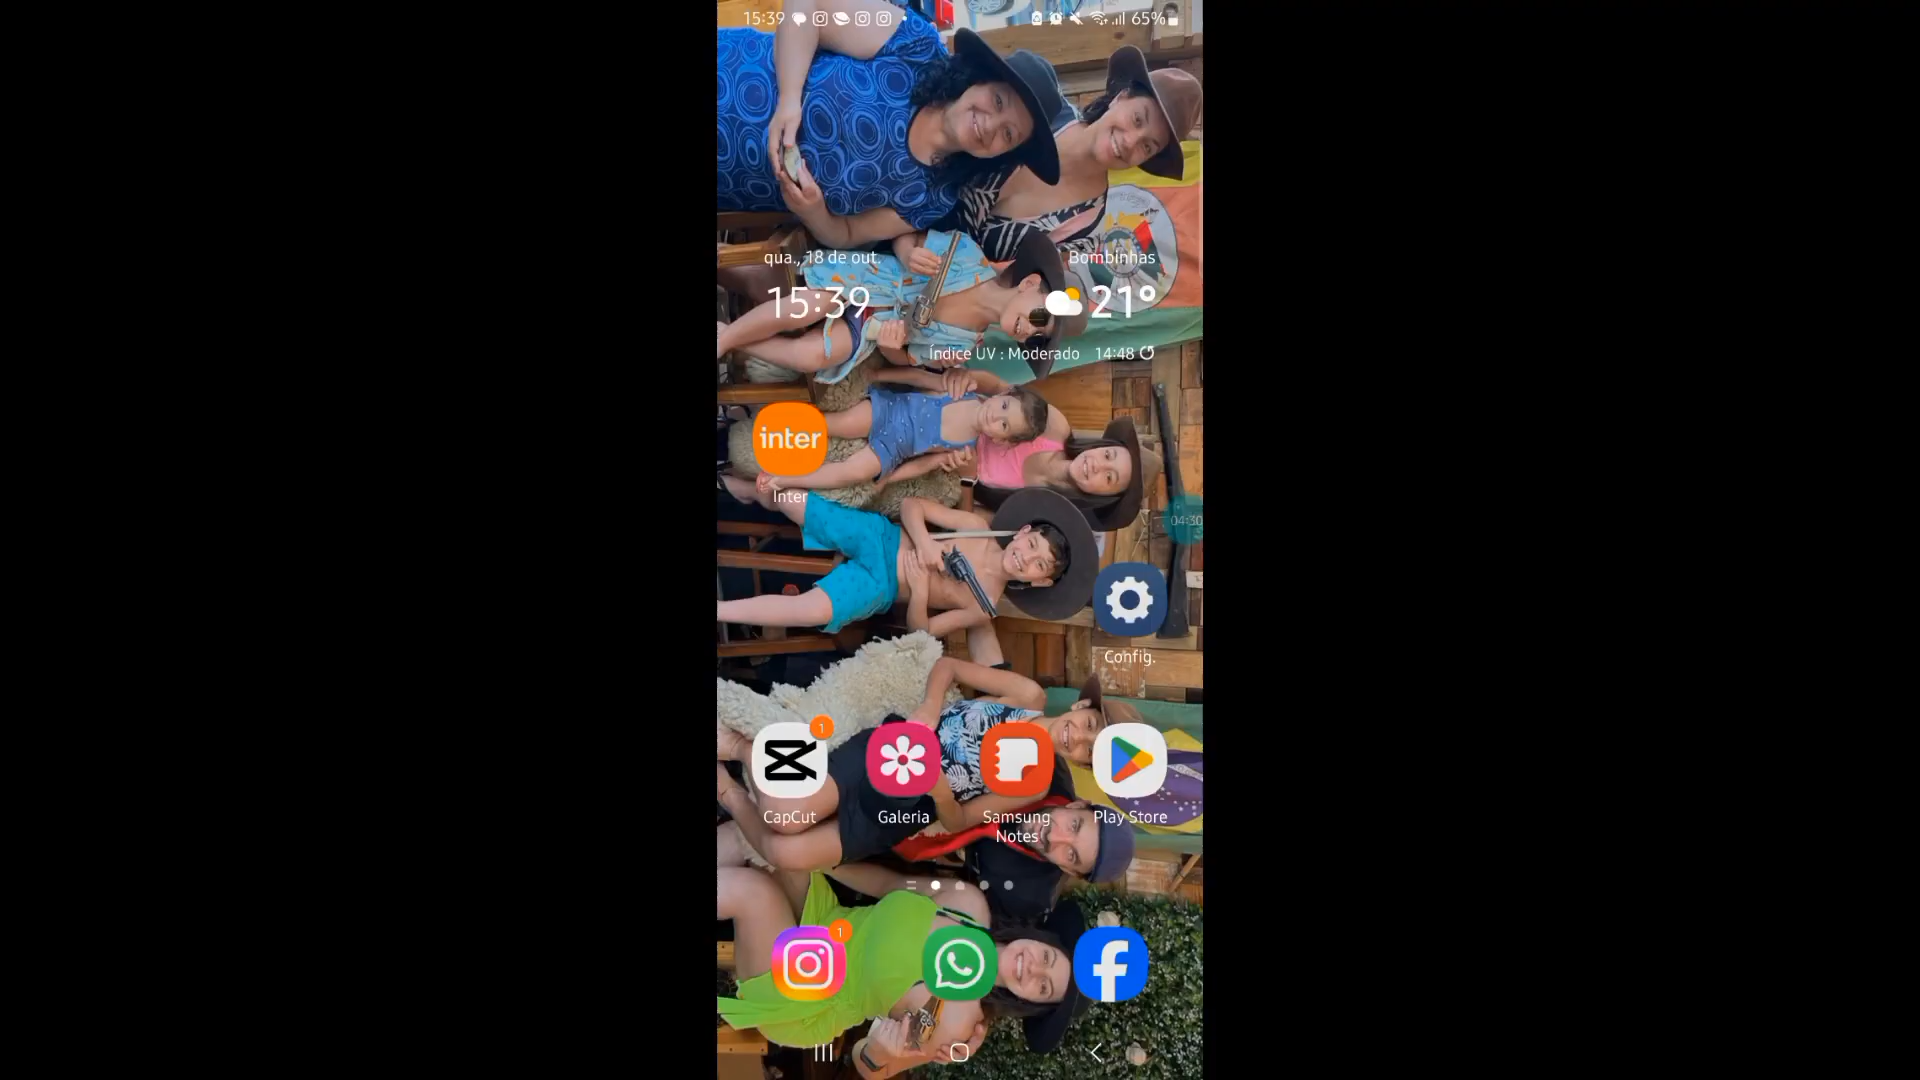 15:39
65%
qua., 18 de out.
Bombinhas
15:39
21°
Índice UV : Moderado 14:48
inter
Inter
04:30
Config.
1
CapCut
Galeria
Samsung
Notes
Play Store
1